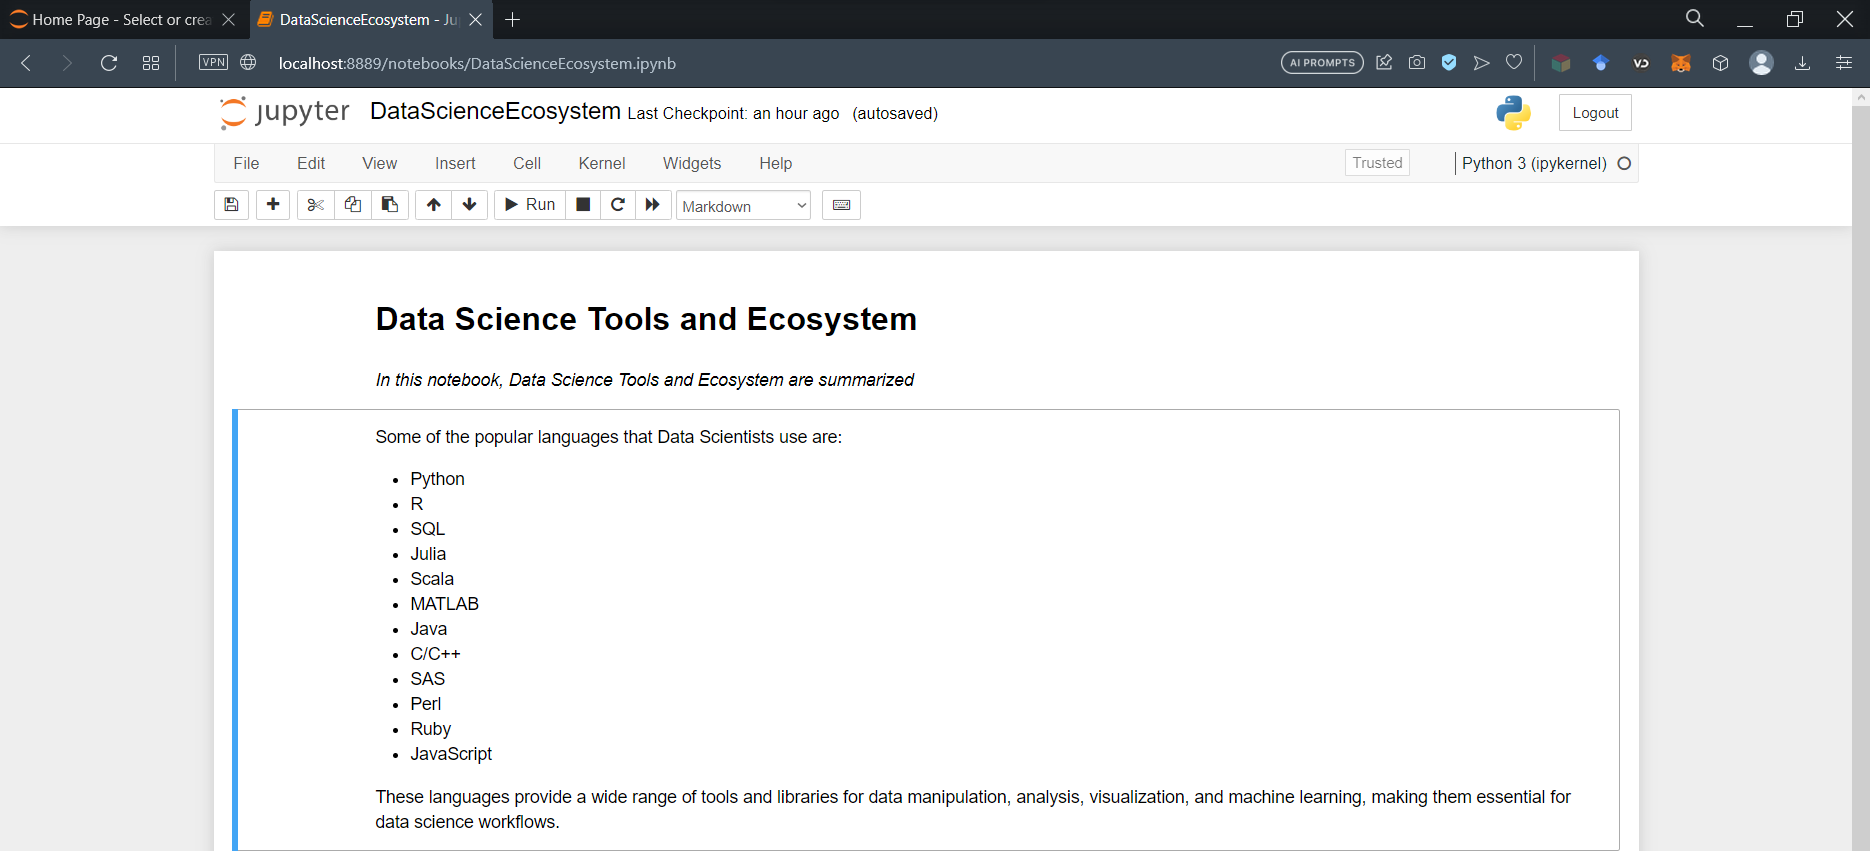 Home Page - Select or crea
DataScienceEcosystem - Ju
VPN
localhost:8889/notebooks/DataScienceEcosystem.ipynb
AI PROMPTS
VD
jupyter DataScienceEcosystem Last Checkpoint: an hour ago (autosaved)
Logout
File Edit View Insert Cell Kernel Widgets Help
Trusted
Python 3 (ipykernel)
Run
Markdown
Data Science Tools and Ecosystem
In this notebook, Data Science Tools and Ecosystem are summarized
Some of the popular languages that Data Scientists use are:
Python
R
SQL
Julia
Scala
MATLAB
Java
C/C++
SAS
Perl
Ruby
JavaScript
These languages provide a wide range of tools and libraries for data manipulation, analysis, visualization, and machine learning, making them essential for
data science workflows.